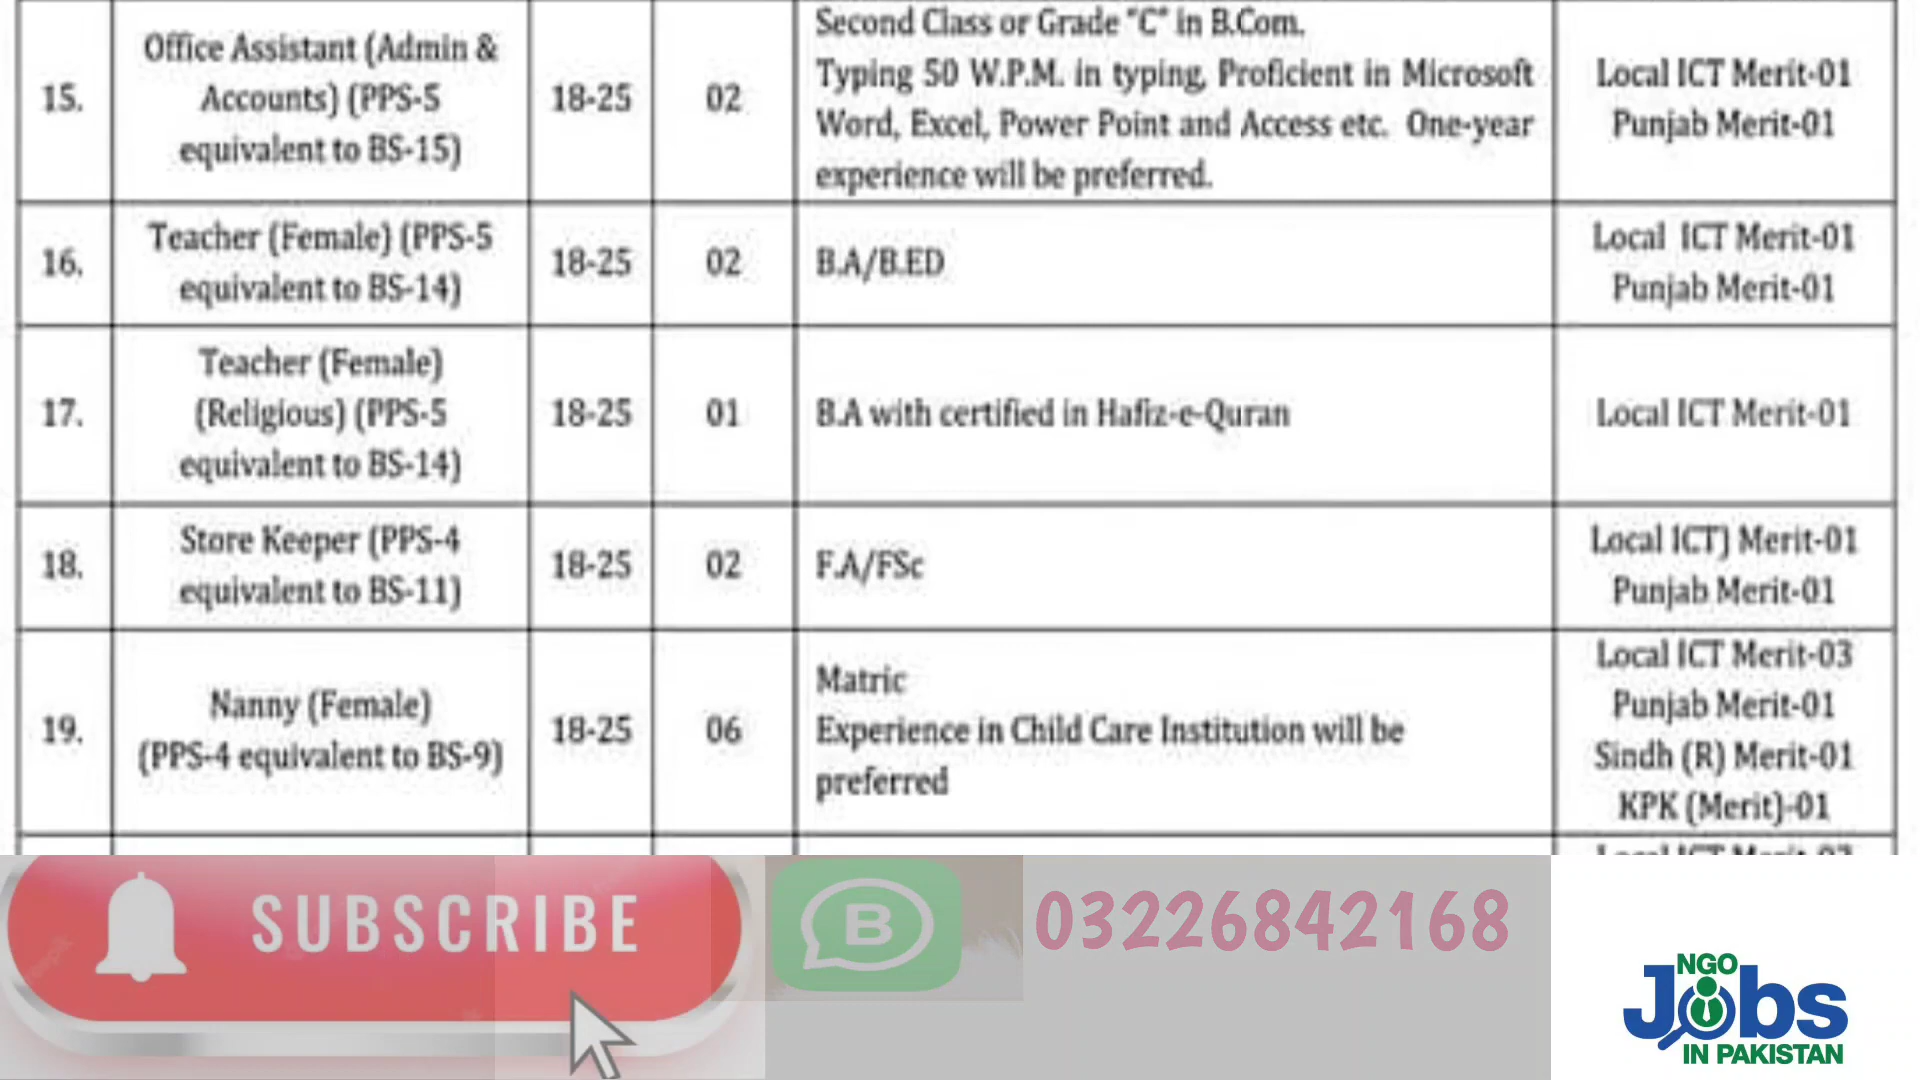 15.
Office Assistant (Admin &
Accounts) (PPS-5
equivalent to BS-15)
18-25
02
Second Class or Grade "C" in B.Com.
Typing 50 W.P.M. in typing, Proficient in Microsoft
Word, Excel, Power Point and Access etc. One-year
experience will be preferred.
Local ICT Merit-01
Punjab Merit-01
16.
Teacher (Female) (PPS-5
equivalent to BS-14)
18-25
02
B.A/B.ED
Local ICT Merit-01
Punjab Merit-01
17.
Teacher (Female)
(Religious) (PPS-5
equivalent to BS-14)
18-25
01
B.A with certified in Hafiz-e-Quran
Local ICT Merit-01
18.
Store Keeper (PPS-4
equivalent to BS-11)
18-25
02
F.A/FSc
Local ICT) Merit-01
Punjab Merit-01
19.
Nanny (Female)
(PPS-4 equivalent to BS-9)
18-25
06
Matric
Experience in Child Care Institution will be
preferred
Local ICT Merit-03
Punjab Merit-01
Sindh (R) Merit-01
KPK (Merit)-01
SUBSCRIBE
B
03226842168
NGO
Jobs
IN PAKISTAN